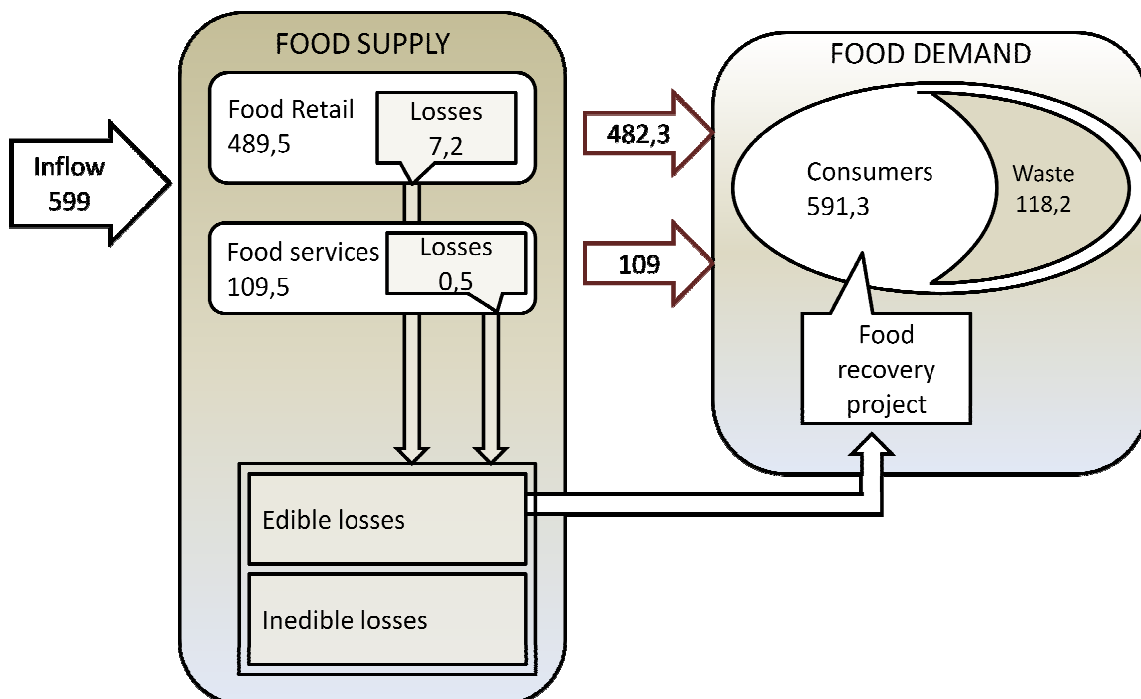 FOOD SUPPLY
Inflow
599
Food Retail
489,5
Losses
7,2
Food services
109,5
Losses
0,5
Edible losses
Inedible losses
482,3
109
FOOD DEMAND
Consumers
591,3
Waste
118,2
Food
recovery
project